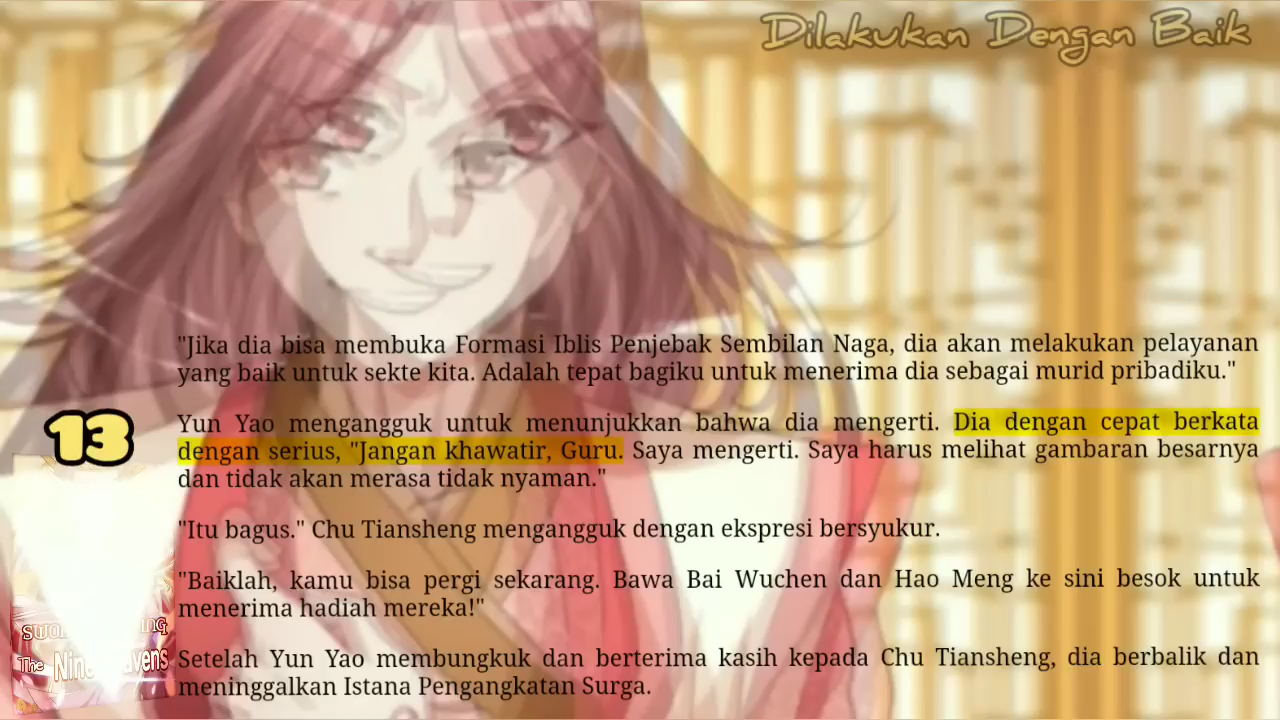 Dilakukan Dengan Baik
"Jika dia bisa membuka Formasi Iblis Penjebak Sembilan Naga, dia akan melakukan pelayanan
yang baik untuk sekte kita. Adalah tepat bagiku untuk menerima dia sebagai murid pribadiku."
13
Yun Yao mengangguk untuk menunjukkan bahwa dia mengerti. Dia dengan cepat berkata
dengan serius, "Jangan khawatir, Guru. Saya mengerti. Saya harus melihat gambaran besarnya
dan tidak akan merasa tidak nyaman."
"Itu bagus." Chu Tiansheng mengangguk dengan ekspresi bersyukur.
"Baiklah, kamu bisa pergi sekarang. Bawa Bai Wuchen dan Hao Meng ke sini besok untuk
menerima hadiah mereka!"
Setelah Yun Yao membungkuk dan berterima kasih kepada Chu Tiansheng, dia berbalik dan
meninggalkan Istana Pengangkatan Surga.
The